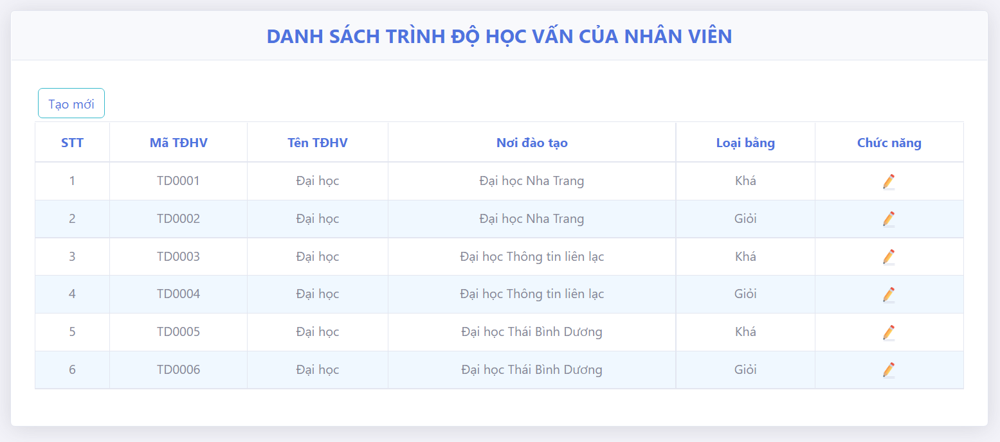 DANH SÁCH TRÌNH ĐỘ HỌC VẤN CỦA NHÂN VIÊN
Tạo mới
STT Mã TĐHV Tên TĐHV Nơi đào tạo Loại bằng Chức năng
1 TD0001 Đại học Đại học Nha Trang Khá
2 TD0002 Đại học Đại học Nha Trang Giỏi
3 TD0003 Đại học Đại học Thông tin liên lạc Khá
4 TD0004 Đại học Đại học Thông tin liên lạc Giỏi
5 TD0005 Đại học Đại học Thái Bình Dương Khá
6 TD0006 Đại học Đại học Thái Bình Dương Giỏi